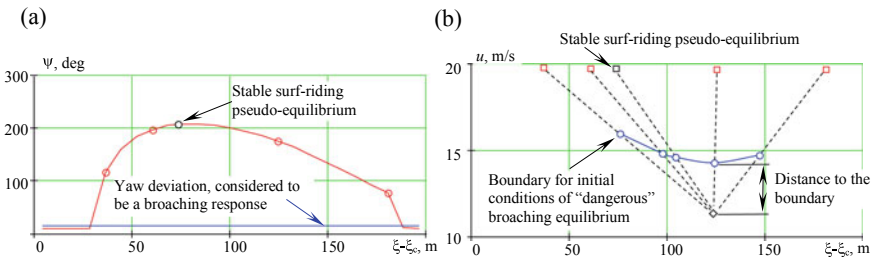 (a)
Ψ, deg
300
200
100
0
50
100
150
ξ-ξc, m
Stable surf-riding
pseudo-equilibrium
Yaw deviation, considered to
be a broaching response
(b)
u, m/s
Stable surf-riding pseudo-equilibrium
20
15
10
0
50
100
150
ξ-ξc, m
Boundary for initial
conditions of “dangerous”
broaching equilibrium
Distance to the
boundary